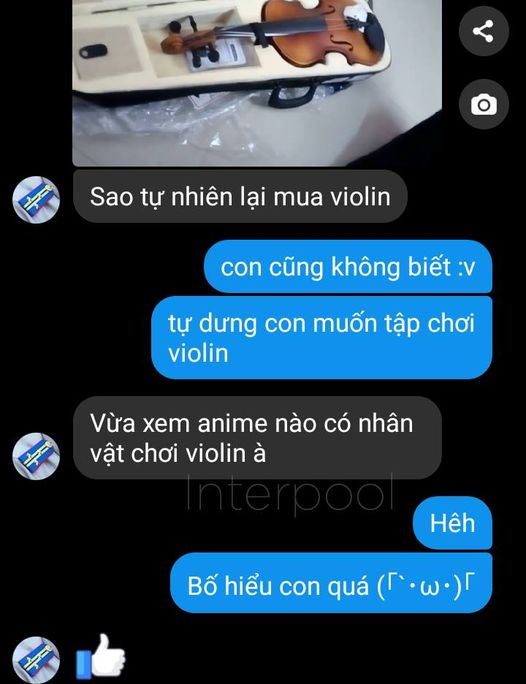 Sao tự nhiên lại mua violin
con cũng không biết :v
tự dưng con muốn tập chơi
violin
Vừa xem anime nào có nhân
vật chơi violin à
Interpool
Hêh
Bố hiểu con quá (「`･ω･)「